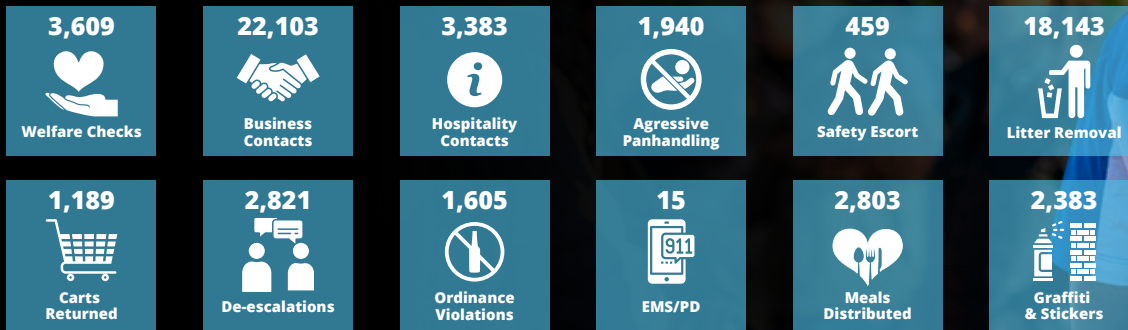 3,609
Welfare Checks
22,103
Business
Contacts
3,383
i
Hospitality
Contacts
1,940
Agressive
Panhandling
459
Safety Escort
18,143
Litter Removal
1,189
Carts
Returned
2,821
De-escalations
1,605
Ordinance
Violations
15
911
EMS/PD
2,803
Meals
Distributed
2,383
Graffiti
& Stickers